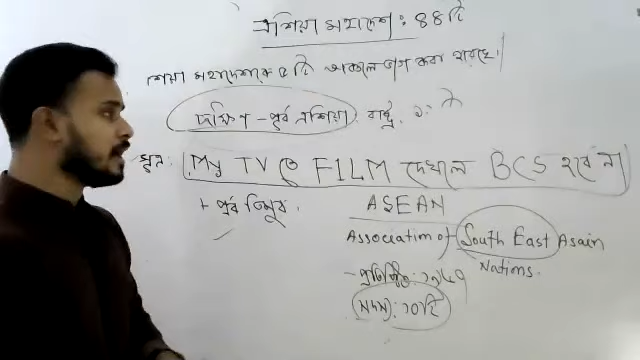 এশিয়া মহাদেশ : 44টি
এশিয়া মহাদেশকে ৫টি অঞ্চলে ভাগ করা হয়েছে।
দক্ষিণ-পূর্ব এশিয়া রাষ্ট্র
সূত্র: My TV তে FILM দেখলে BCS হবে না
+ পূর্ব তিমুর.
ASEAN
Association of South East Asain
Nations.
- প্রতিষ্ঠিত: ১৯৬৭
সদস্য: ১০টি